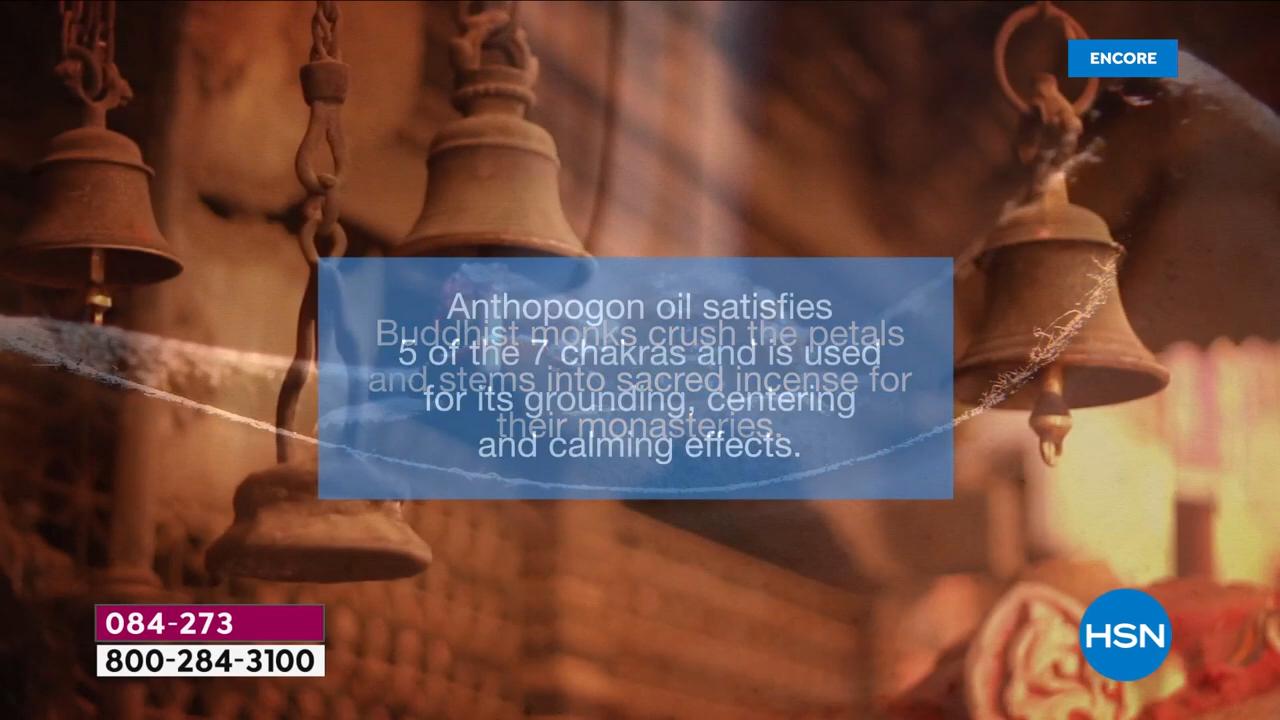 ENCORE
Anthopogon oil satisfies
5 of the 7 chakras and is used
for its grounding, centering
and calming effects.
Buddhist monks crush the petals
and stems into sacred incense for
their monasteries.
084-273
800-284-3100
HSN